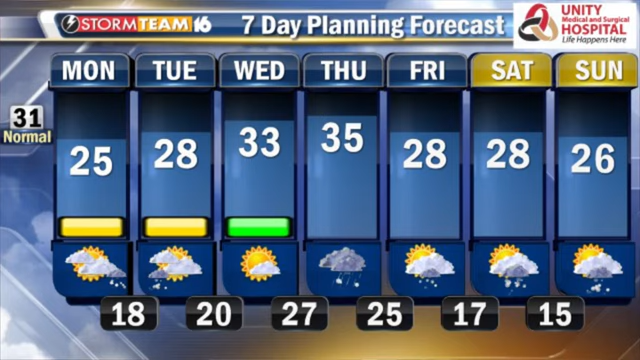 STORMTEAM 16
7 Day Planning Forecast
UNITY
Medical and Surgical
HOSPITAL
Life Happens Here
MON TUE WED THU FRI SAT SUN
31
Normal
25 28 33 35 28 28 26
18 20 27 25 17 15